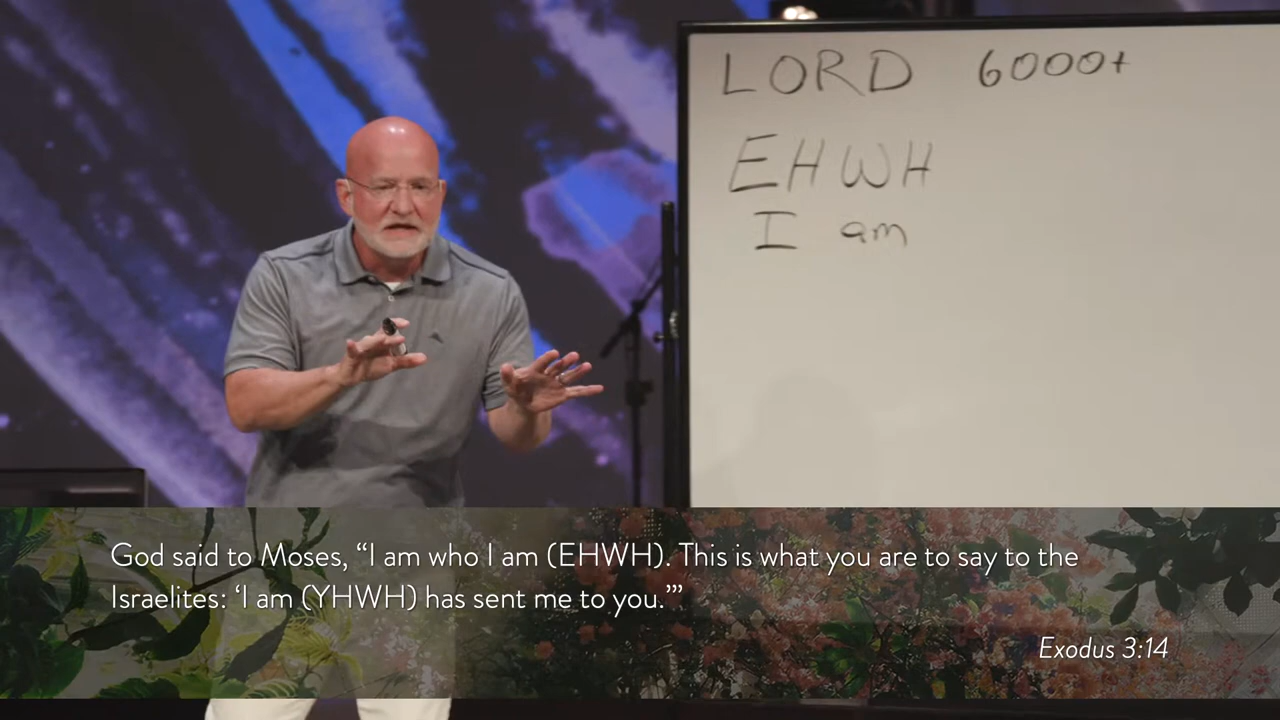 LORD 6000+
EHWH
I am
God said to Moses, “I am who I am (EHWH). This is what you are to say to the
Israelites: ‘I am (YHWH) has sent me to you.’”
Exodus 3:14